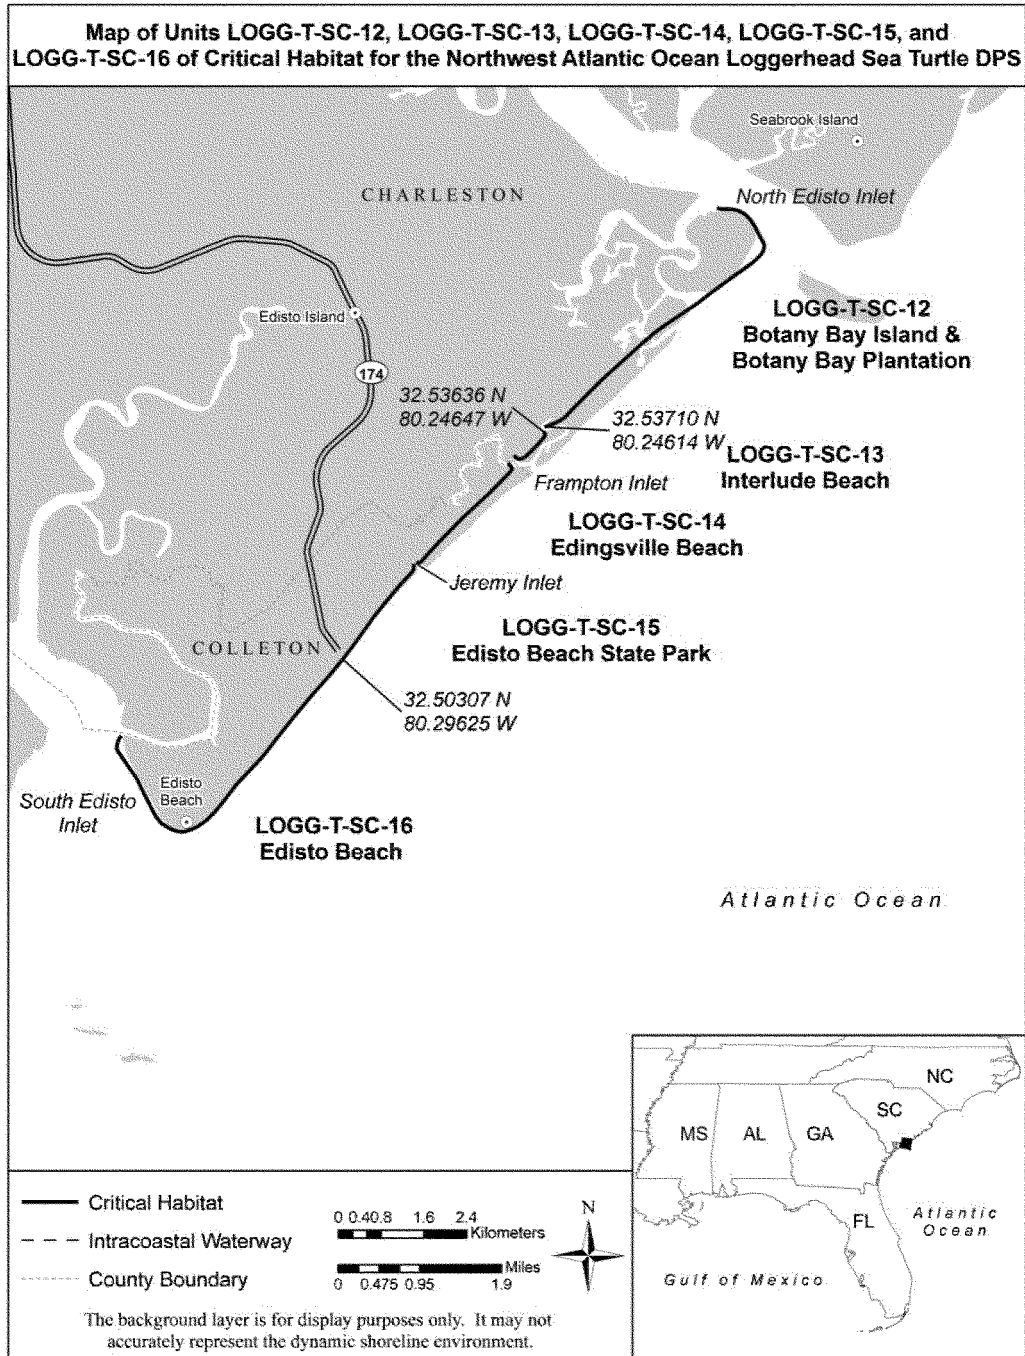 Map of Units LOGG-T-SC-12, LOGG-T-SC-13, LOGG-T-SC-14, LOGG-T-SC-15, and
LOGG-T-SC-16 of Critical Habitat for the Northwest Atlantic Ocean Loggerhead Sea Turtle DPS
Seabrook Island
CHARLESTON
North Edisto Inlet
Edisto Island
LOGG-T-SC-12
Botany Bay Island &
Botany Bay Plantation
174
32.53636 N
80.24647 W
32.53710 N
80.24614 W
LOGG-T-SC-13
Interlude Beach
Frampton Inlet
LOGG-T-SC-14
Edingsville Beach
Jeremy Inlet
LOGG-T-SC-15
Edisto Beach State Park
COLLETON
32.50307 N
80.29625 W
Edisto
Beach
South Edisto
Inlet
LOGG-T-SC-16
Edisto Beach
Atlantic Ocean
NC
SC
MS
AL
GA
FL
Atlantic
Ocean
Gulf of Mexico
Critical Habitat
Intracoastal Waterway
County Boundary
0 0.40.8 1.6 2.4
Kilometers
Miles
0 0.475 0.95 1.9
N
The background layer is for display purposes only. It may not
accurately represent the dynamic shoreline environment.